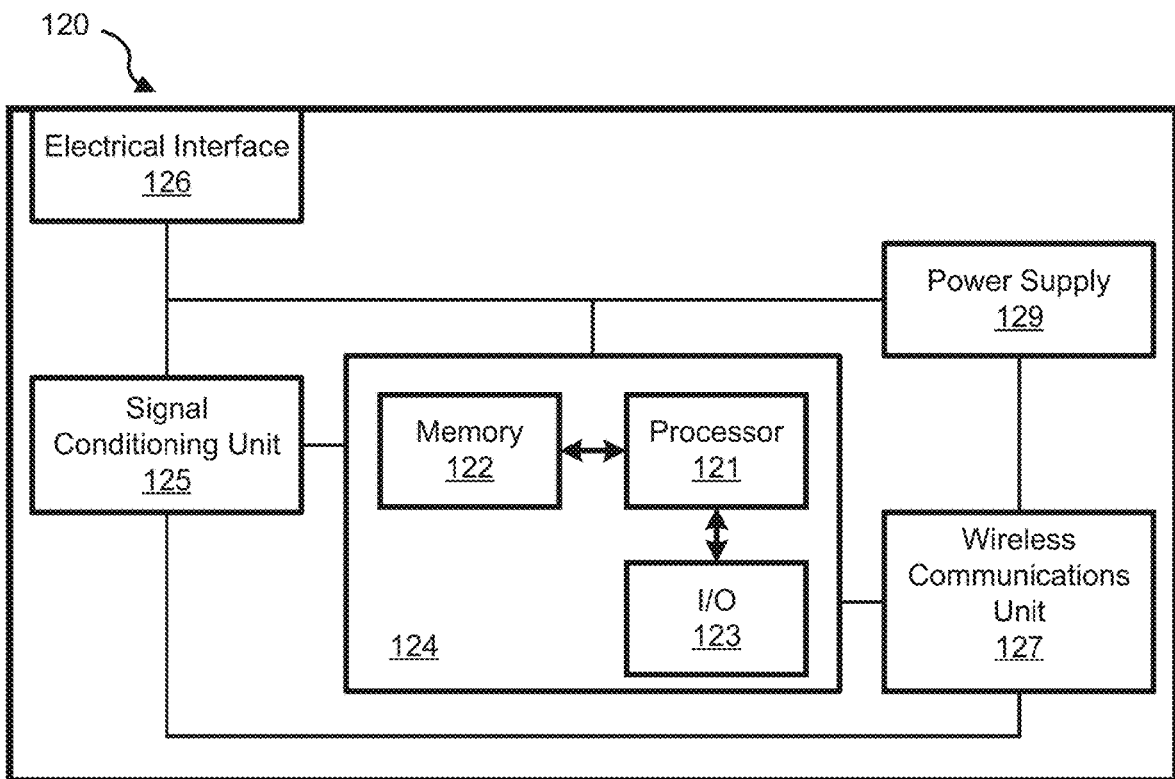 120
Electrical Interface
126
Power Supply
129
Signal
Conditioning Unit
125
Memory
122
Processor
121
I/O
123
124
Wireless
Communications
Unit
127